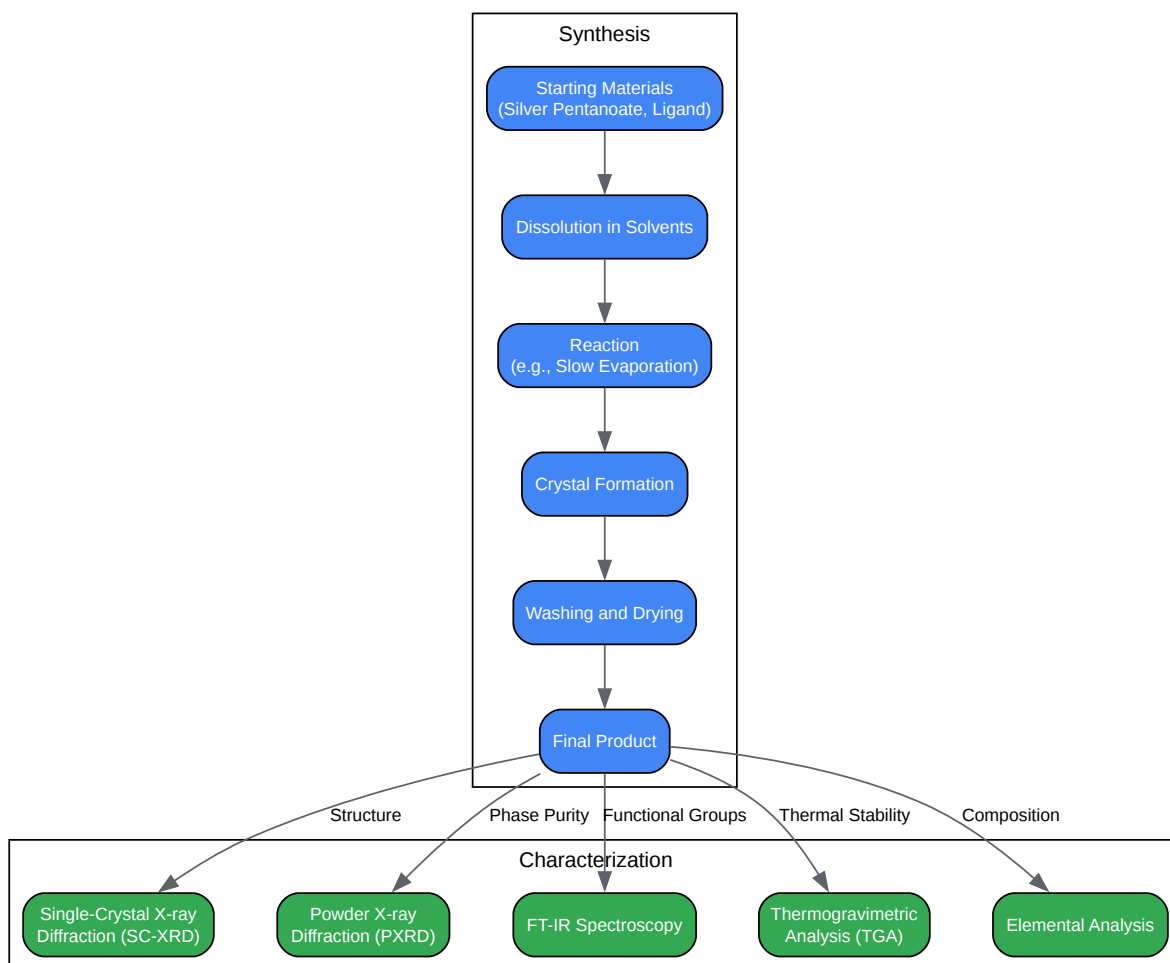 Synthesis
Starting Materials
(Silver Pentanoate, Ligand)
Dissolution in Solvents
Reaction
(e.g., Slow Evaporation)
Crystal Formation
Washing and Drying
Final Product
Structure
Phase Purity
Functional Groups
Thermal Stability
Composition
Characterization
Single-Crystal X-ray
Diffraction (SC-XRD)
Powder X-ray
Diffraction (PXRD)
FT-IR Spectroscopy
Thermogravimetric
Analysis (TGA)
Elemental Analysis